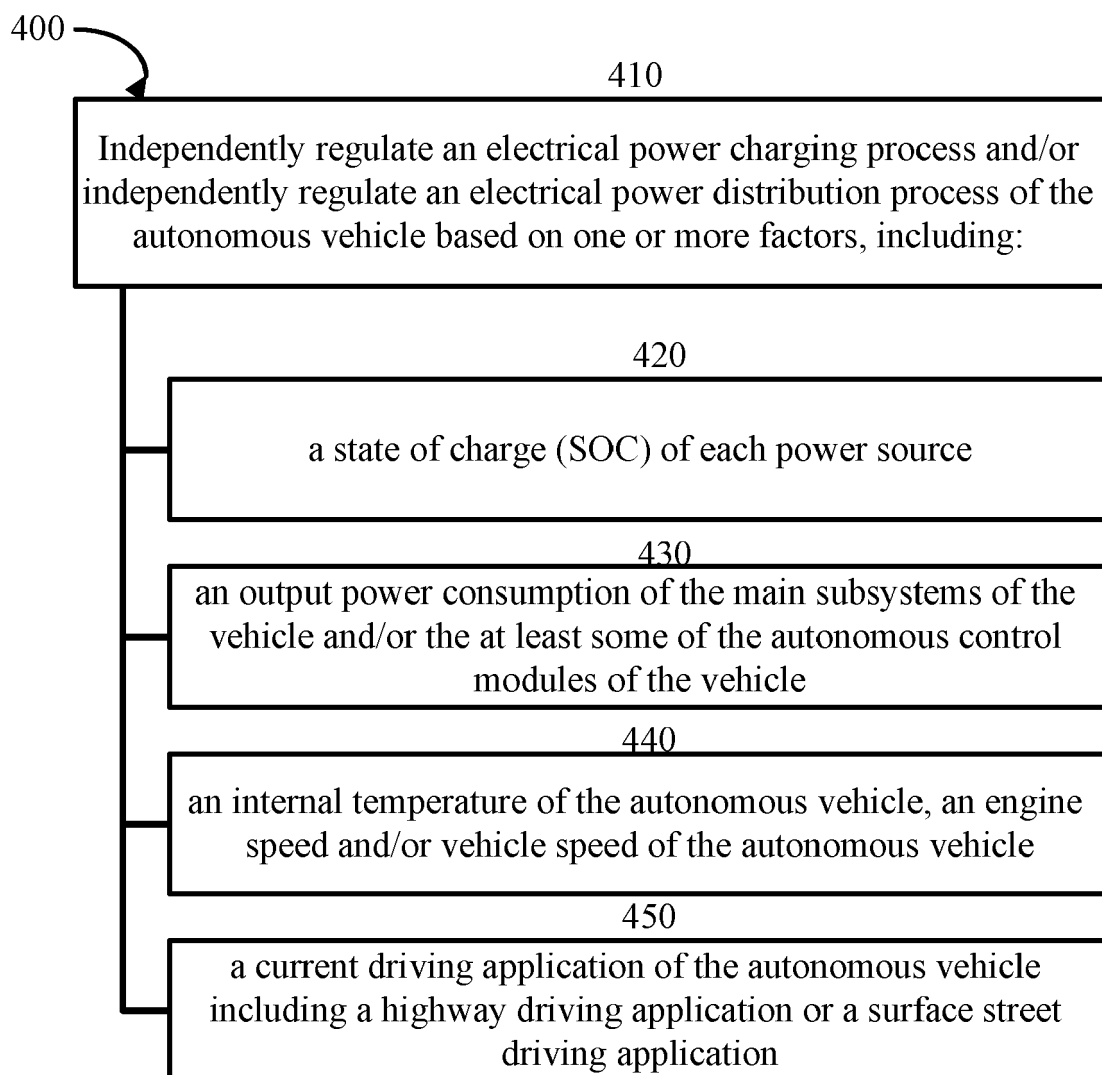 400
410
Independently regulate an electrical power charging process and/or
independently regulate an electrical power distribution process of the
autonomous vehicle based on one or more factors, including:
420
a state of charge (SOC) of each power source
430
an output power consumption of the main subsystems of the
vehicle and/or the at least some of the autonomous control
modules of the vehicle
440
an internal temperature of the autonomous vehicle, an engine
speed and/or vehicle speed of the autonomous vehicle
450
a current driving application of the autonomous vehicle
including a highway driving application or a surface street
driving application